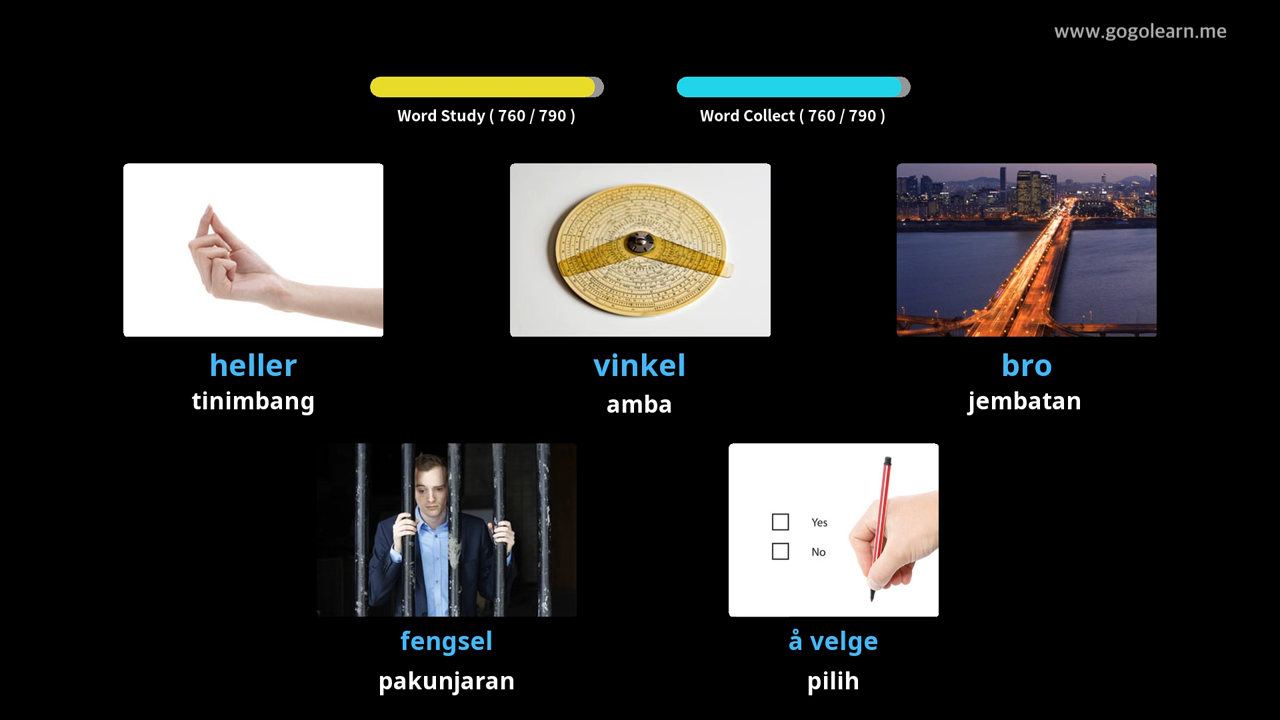 www.gogolearn.me
Word Study ( 760 / 790 )
Word Collect ( 760 / 790 )
heller
tinimbang
vinkel
amba
bro
jembatan
Yes
No
fengsel
pakunjaran
å velge
pilih